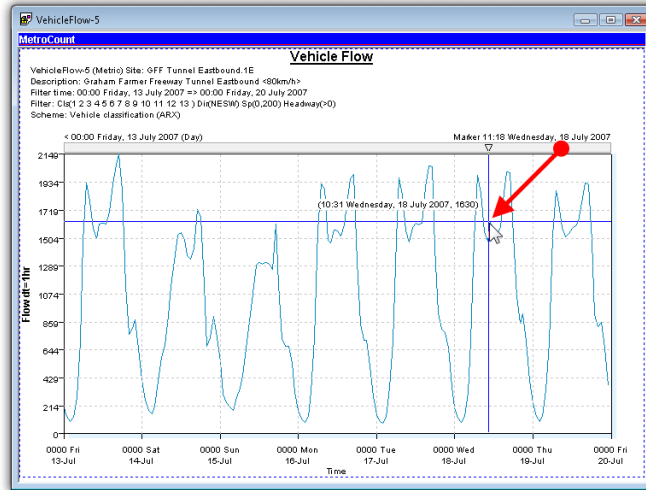 VehicleFlow-5
MetroCount
Vehicle Flow
VehicleFlow-5 (Metric) Site: GFF Tunnel Eastbound.1E
Description: Graham Farmer Freeway Tunnel Eastbound <80km/h>
Filter time: 00:00 Friday, 13 July 2007 => 00:00 Friday, 20 July 2007
Filter: Cls(1 2 3 4 5 6 7 8 9 10 11 12 13 ) Dir(NESW) Sp(0,200) Headway(>0)
Scheme: Vehicle classification (ARX)
< 00:00 Friday, 13 July 2007 (Day) Marker 11:18 Wednesday, 18 July 2007
2149
1934
(10:31 Wednesday, 18 July 2007, 1630)
1719
1504
1289
1074
859
644
429
214
0
Flow dt=1hr
0000 Fri 0000 Sat 0000 Sun 0000 Mon 0000 Tue 0000 Wed 0000 Thu 0000 Fri
13-Jul 14-Jul 15-Jul 16-Jul 17-Jul 18-Jul 19-Jul 20-Jul
Time